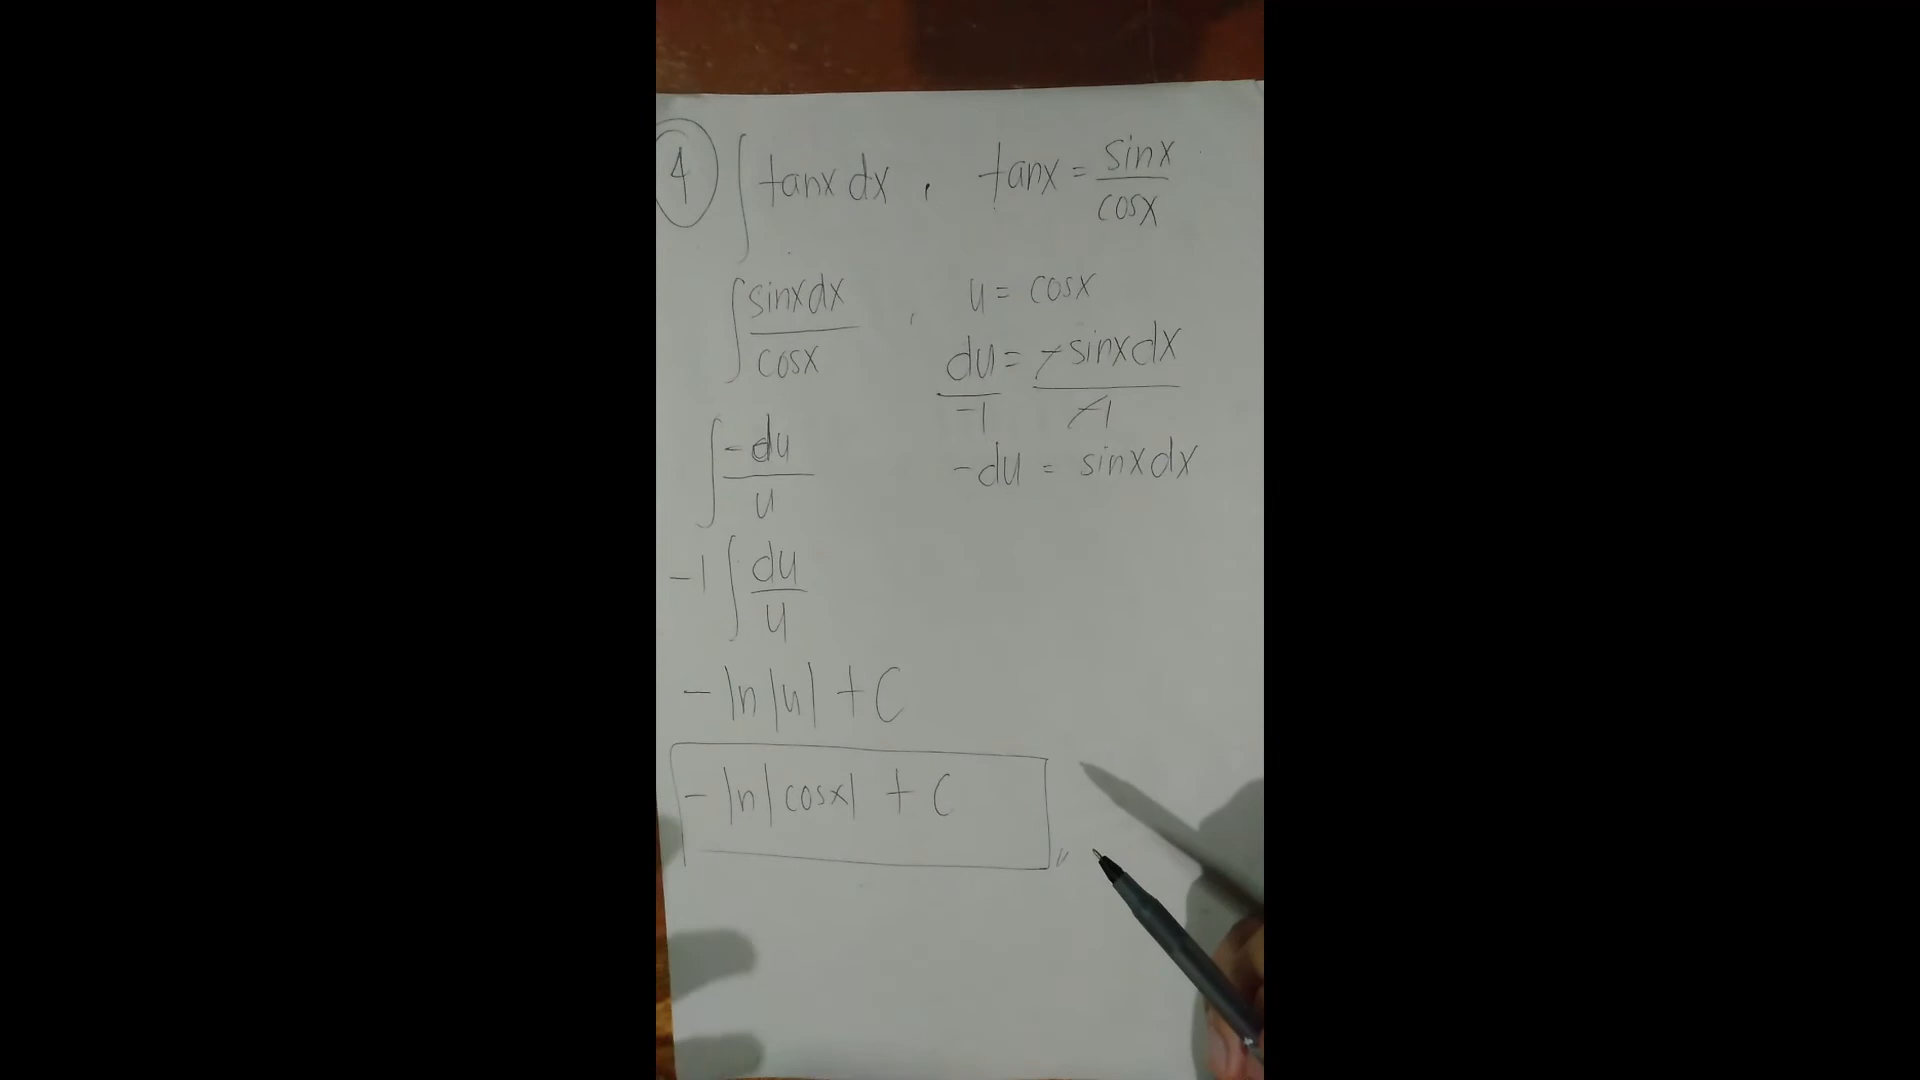 4 ∫ tanx dx , tanx = sinx/cosx
∫ sinxdx/cosx , u = cosx
du/-1 = -sinxdx/-1
∫ -du/u
-du = sinxdx
-1 ∫ du/u
- ln|u| + C
- ln|cosx| + C